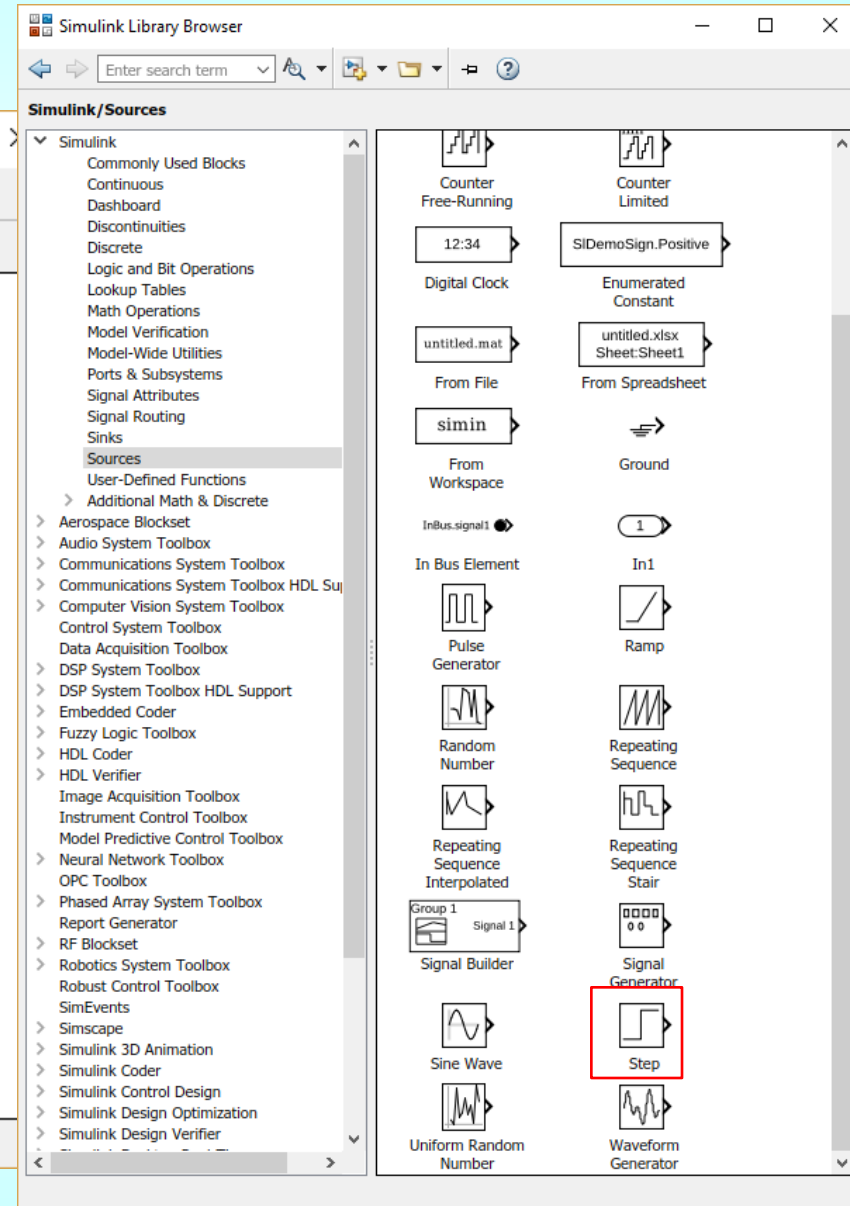 Simulink Library Browser
Enter search term
Simulink/Sources
Simulink
Commonly Used Blocks
Continuous
Dashboard
Discontinuities
Discrete
Logic and Bit Operations
Lookup Tables
Math Operations
Model Verification
Model-Wide Utilities
Ports & Subsystems
Signal Attributes
Signal Routing
Sinks
Sources
User-Defined Functions
Additional Math & Discrete
Aerospace Blockset
Audio System Toolbox
Communications System Toolbox
Communications System Toolbox HDL Su
Computer Vision System Toolbox
Control System Toolbox
Data Acquisition Toolbox
DSP System Toolbox
DSP System Toolbox HDL Support
Embedded Coder
Fuzzy Logic Toolbox
HDL Coder
HDL Verifier
Image Acquisition Toolbox
Instrument Control Toolbox
Model Predictive Control Toolbox
Neural Network Toolbox
OPC Toolbox
Phased Array System Toolbox
Report Generator
RF Blockset
Robotics System Toolbox
Robust Control Toolbox
SimEvents
Simscape
Simulink 3D Animation
Simulink Coder
Simulink Control Design
Simulink Design Optimization
Simulink Design Verifier
Counter
Free-Running
Counter
Limited
12:34
Digital Clock
SlDemoSign.Positive
Enumerated
Constant
untitled.mat
From File
untitled.xlsx
Sheet:Sheet1
From Spreadsheet
simin
From
Workspace
Ground
InBus.signal1
In Bus Element
1
In1
Pulse
Generator
Ramp
Random
Number
Repeating
Sequence
Repeating
Sequence
Interpolated
Repeating
Sequence
Stair
Group 1
Signal 1
Signal Builder
Signal
Generator
Sine Wave
Step
Uniform Random
Number
Waveform
Generator